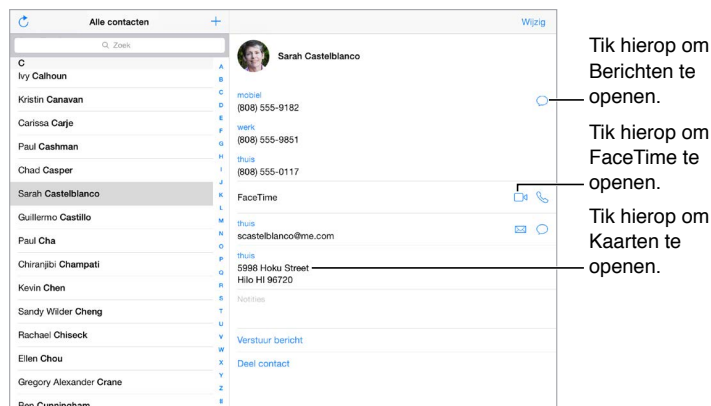 Alle contacten
Zoek
C
Ivy Calhoun
Kristin Canavan
Carissa Carje
Paul Cashman
Chad Casper
Sarah Castelblanco
Guillermo Castillo
Paul Cha
Chiranjibi Champati
Kevin Chen
Sandy Wilder Cheng
Rachael Chiseck
Ellen Chou
Gregory Alexander Crane
Ren Cunningham
A
B
C
D
E
F
G
H
I
J
K
L
M
N
O
P
Q
R
S
T
U
V
W
X
Y
Z
#
Wijzig
Sarah Castelblanco
mobiel
(808) 555-9182
werk
(808) 555-9851
thuis
(808) 555-0117
FaceTime
thuis
scastelblanco@me.com
thuis
5998 Hoku Street
Hilo HI 96720
Notities
Verstuur bericht
Deel contact
Tik hierop om
Berichten te
openen.
Tik hierop om
FaceTime te
openen.
Tik hierop om
Kaarten te
openen.